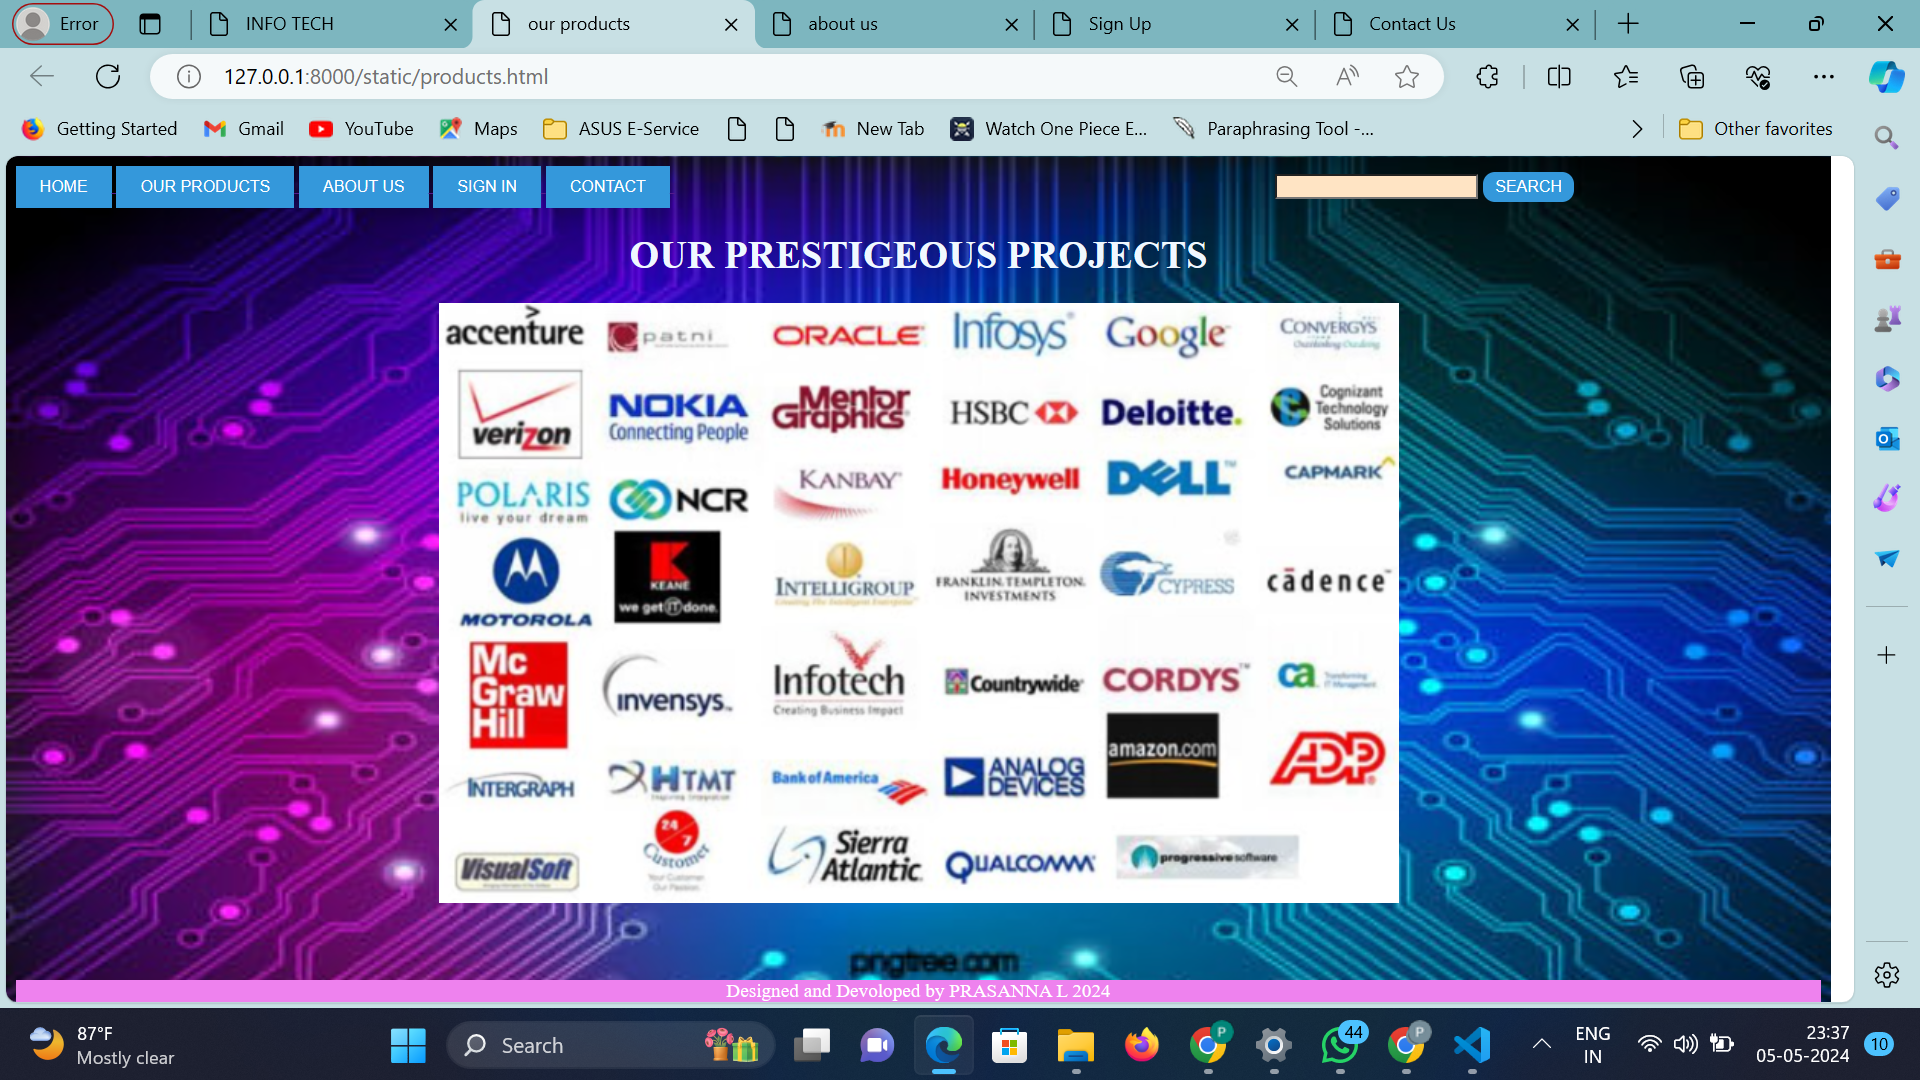 Error
INFO TECH
our products
about us
Sign Up
Contact Us
127.0.0.1:8000/static/products.html
Getting Started
Gmail
YouTube
Maps
ASUS E-Service
New Tab
Watch One Piece E...
Paraphrasing Tool -...
Other favorites
HOME
OUR PRODUCTS
ABOUT US
SIGN IN
CONTACT
SEARCH
OUR PRESTIGEOUS PROJECTS
accenture
patni
ORACLE
Infosys
Google
CONVERGYS
verizon
NOKIA
Connecting People
Mentor
Graphics
HSBC
Deloitte.
Cognizant
Technology
Solutions
POLARIS
live your dream
NCR
KANBAY
Honeywell
DELL
CAPMARK
MOTOROLA
KEANE
we get IT done.
INTELLIGROUP
FRANKLIN TEMPLETON
INVESTMENTS
CYPRESS
cādence
Mc
Graw
Hill
invensys
Infotech
Creating Business Impact
Countrywide
CORDYS
ca
Transforming
IT Management
INTERGRAPH
HTMT
Bank of America
ANALOG
DEVICES
amazon.com
ADP
VisualSoft
24/7
Customer
Your Customer
Our Passion
Sierra
Atlantic
QUALCOMM
progressive software
pngtree.com
Designed and Devoloped by PRASANNA L 2024
87°F
Mostly clear
Search
P
44
P
ENG
IN
23:37
05-05-2024
10